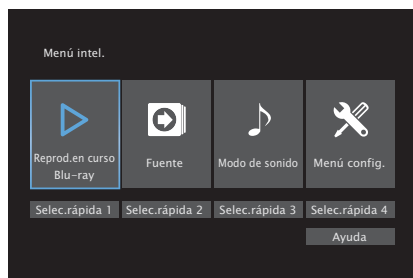 Menú intel.
Reprod.en curso
Blu-ray
Fuente
Modo de sonido
Menú config.
Selec.rápida 1
Selec.rápida 2
Selec.rápida 3
Selec.rápida 4
Ayuda